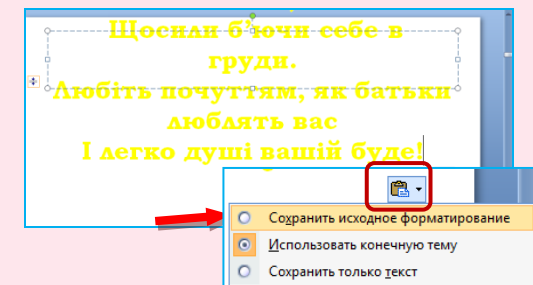 Щосили б’ючи себе в
груди.
Любіть почуттям, як батьки
люблять вас
І легко душі вашій буде!
Сохранить исходное форматирование
Использовать конечную тему
Сохранить только текст